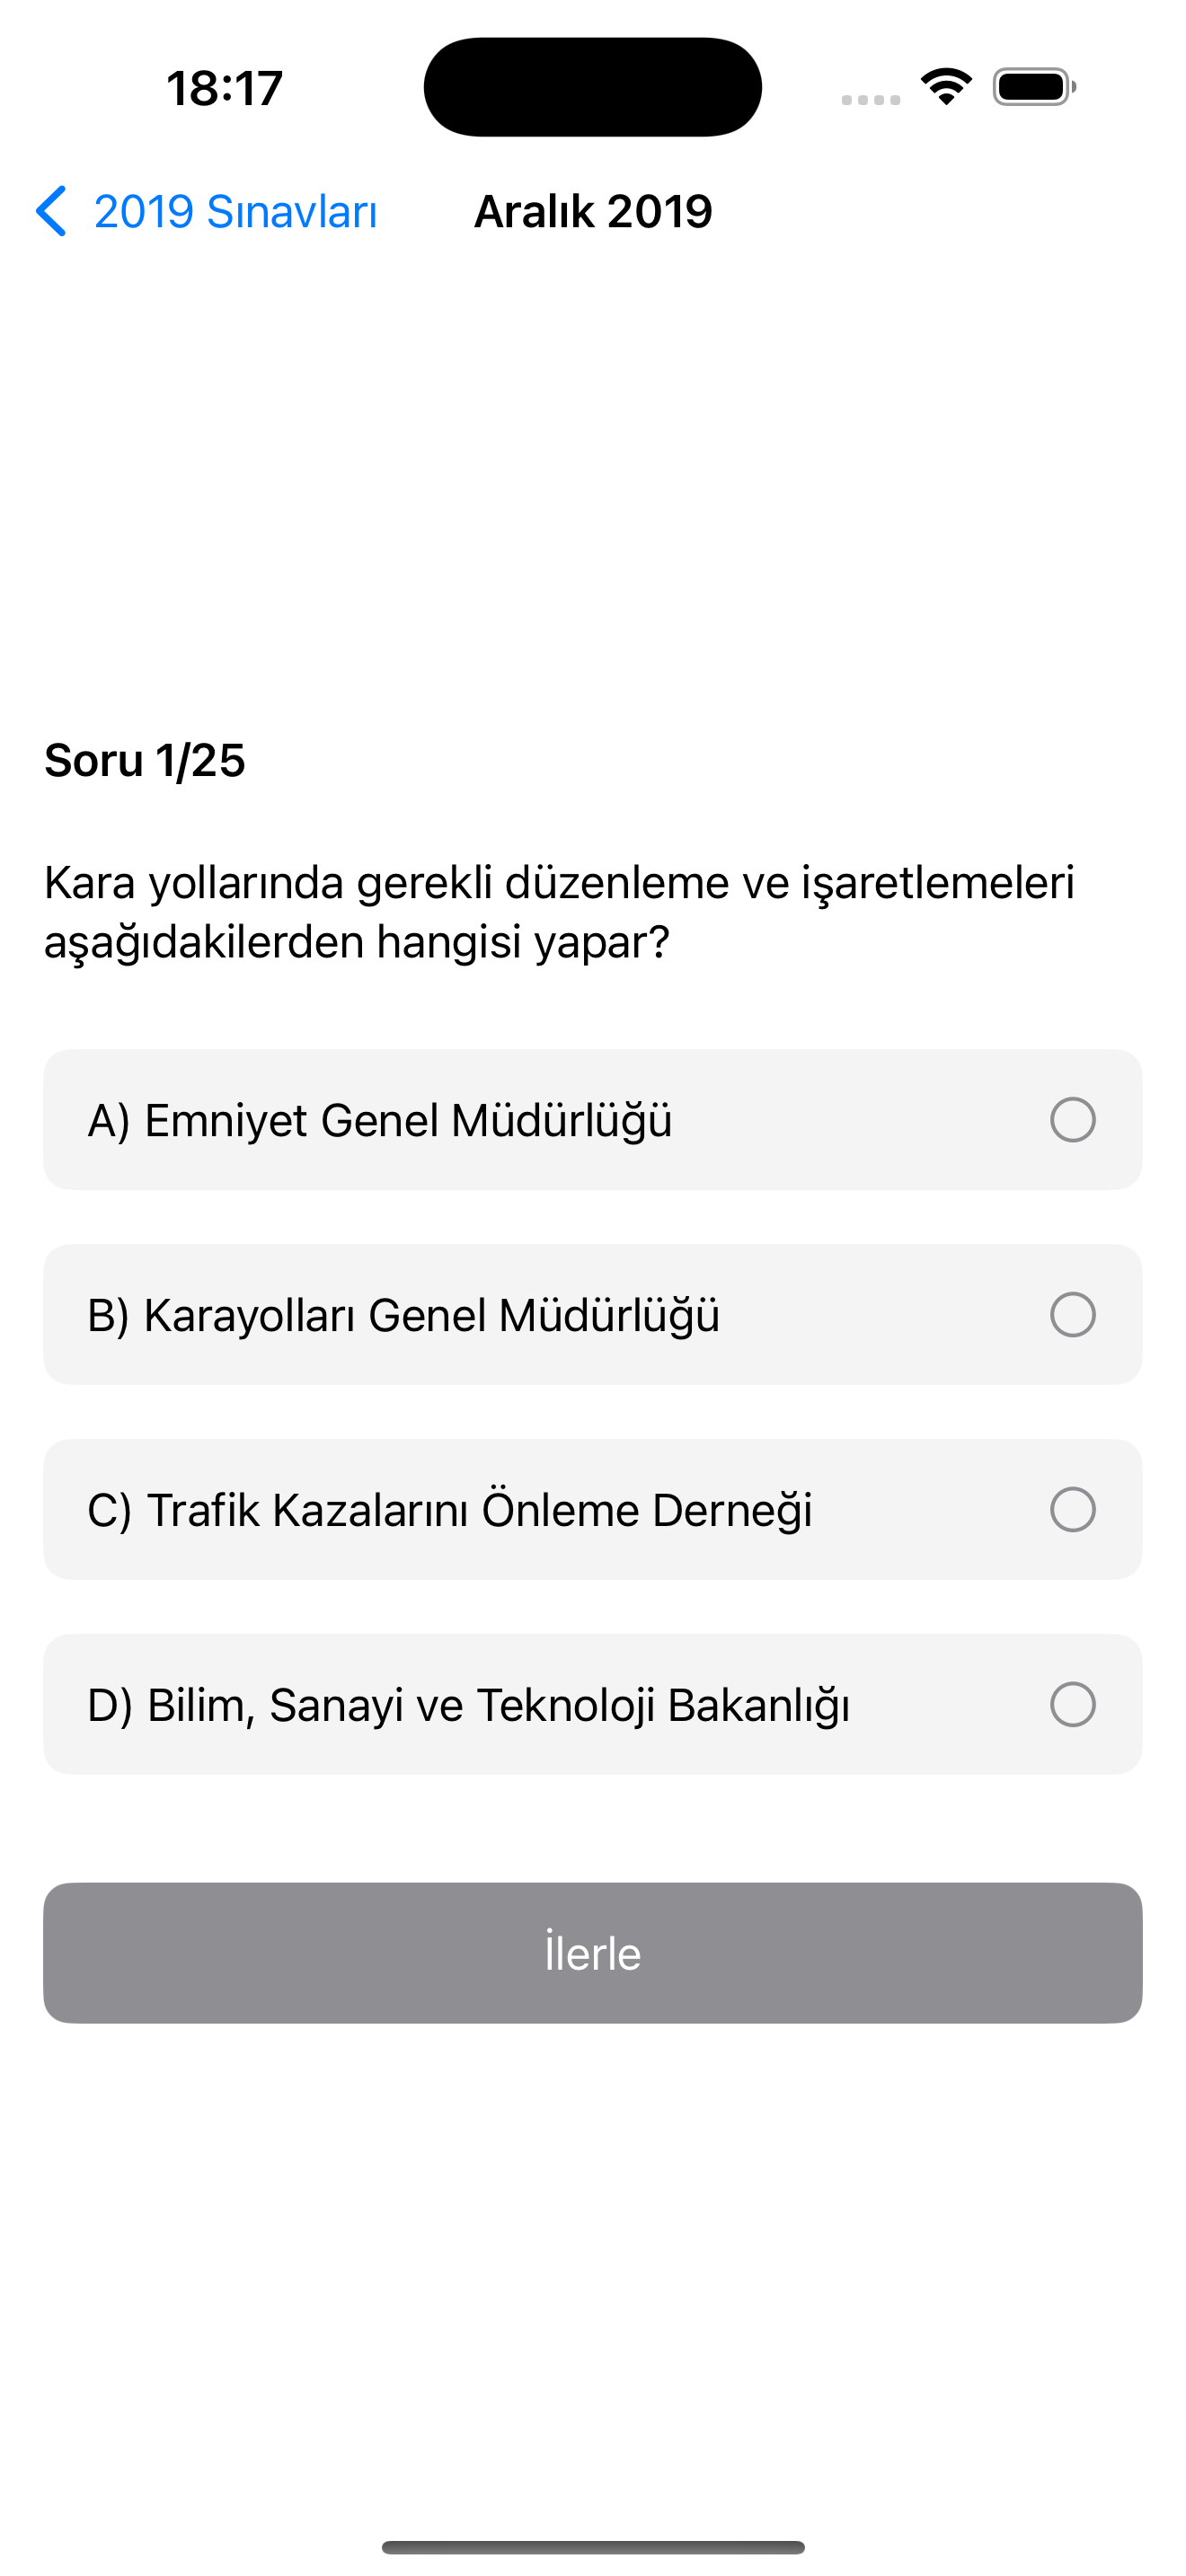 18:17
2019 Sınavları
Aralık 2019
Soru 1/25
Kara yollarında gerekli düzenleme ve işaretlemeleri
aşağıdakilerden hangisi yapar?
A) Emniyet Genel Müdürlüğü
B) Karayolları Genel Müdürlüğü
C) Trafik Kazalarını Önleme Derneği
D) Bilim, Sanayi ve Teknoloji Bakanlığı
İlerle